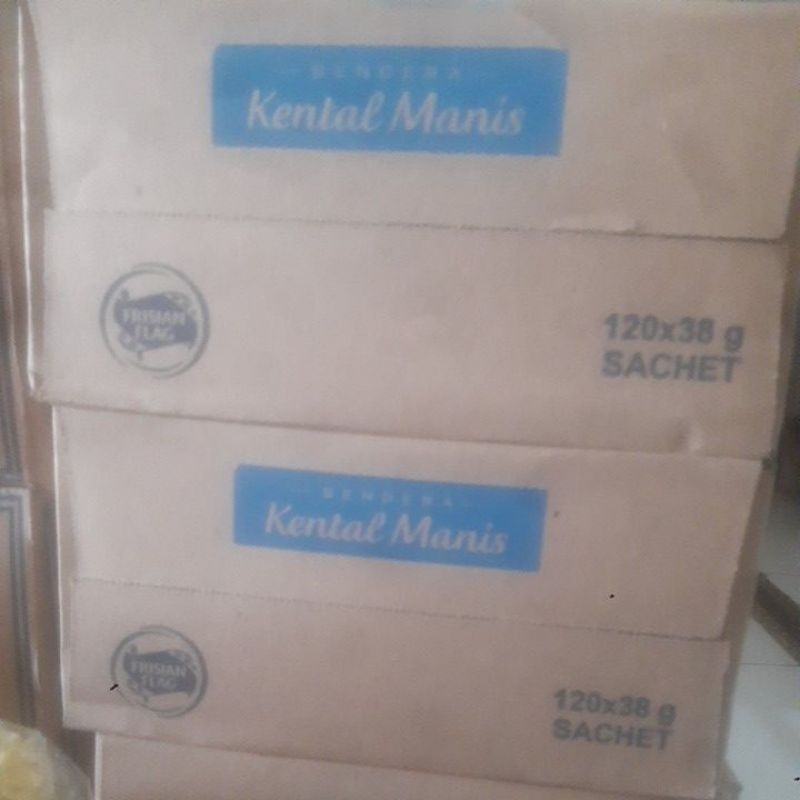 BENDERA
Kental Manis
FRISIAN
FLAG
120x38 g
SACHET
BENDERA
Kental Manis
FRISIAN
FLAG
120x38 g
SACHET